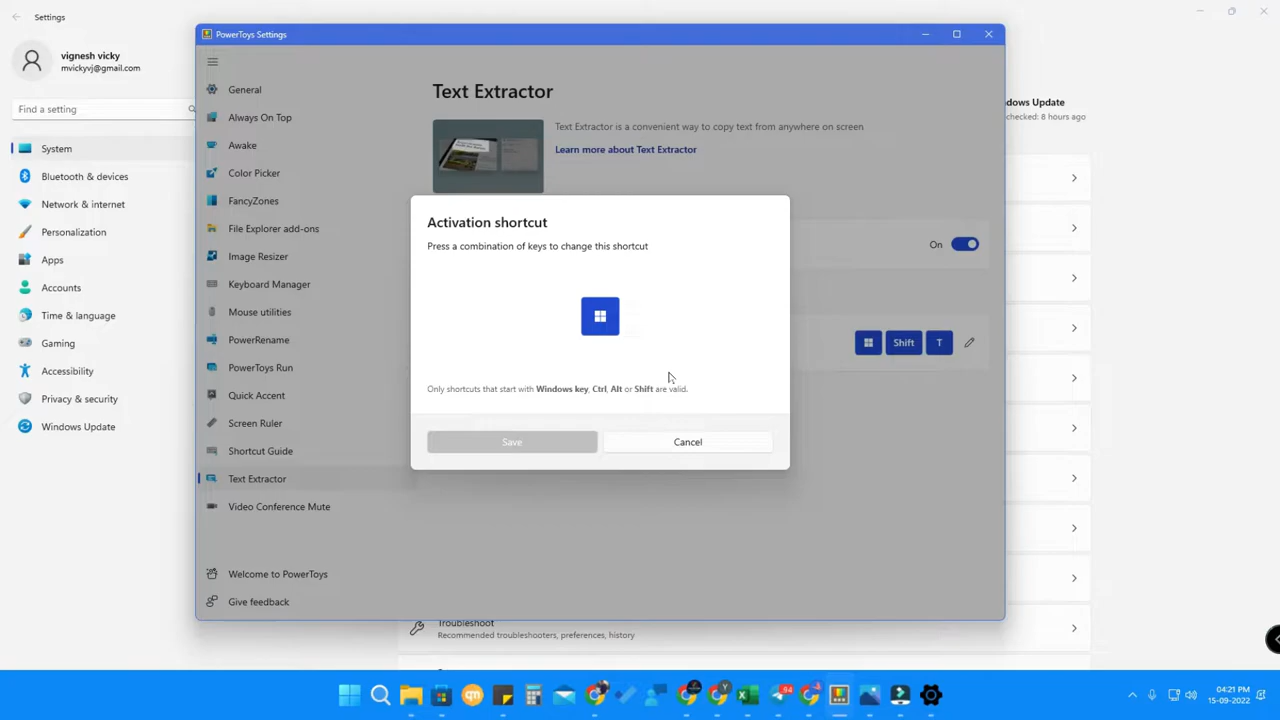 Settings
vignesh vicky
mvickyvj@gmail.com
Find a setting
System
Bluetooth & devices
Network & internet
Personalization
Apps
Accounts
Time & language
Gaming
Accessibility
Privacy & security
Windows Update
PowerToys Settings
General
Always On Top
Awake
Color Picker
FancyZones
File Explorer add-ons
Image Resizer
Keyboard Manager
Mouse utilities
PowerRename
PowerToys Run
Quick Accent
Screen Ruler
Shortcut Guide
Text Extractor
Video Conference Mute
Welcome to PowerToys
Give feedback
Text Extractor
Text Extractor is a convenient way to copy text from anywhere on screen
Learn more about Text Extractor
On
Shift T
Activation shortcut
Press a combination of keys to change this shortcut
Only shortcuts that start with Windows key, Ctrl, Alt or Shift are valid.
Save Cancel
dows Update
checked: 8 hours ago
Troubleshoot
Recommended troubleshooters, preferences, history
94
04:21 PM
15-09-2022